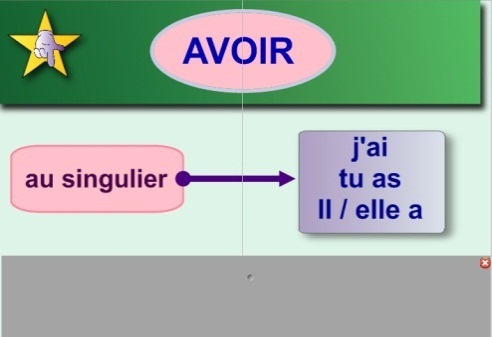 AVOIR
au singulier
j'ai
tu as
Il / elle a